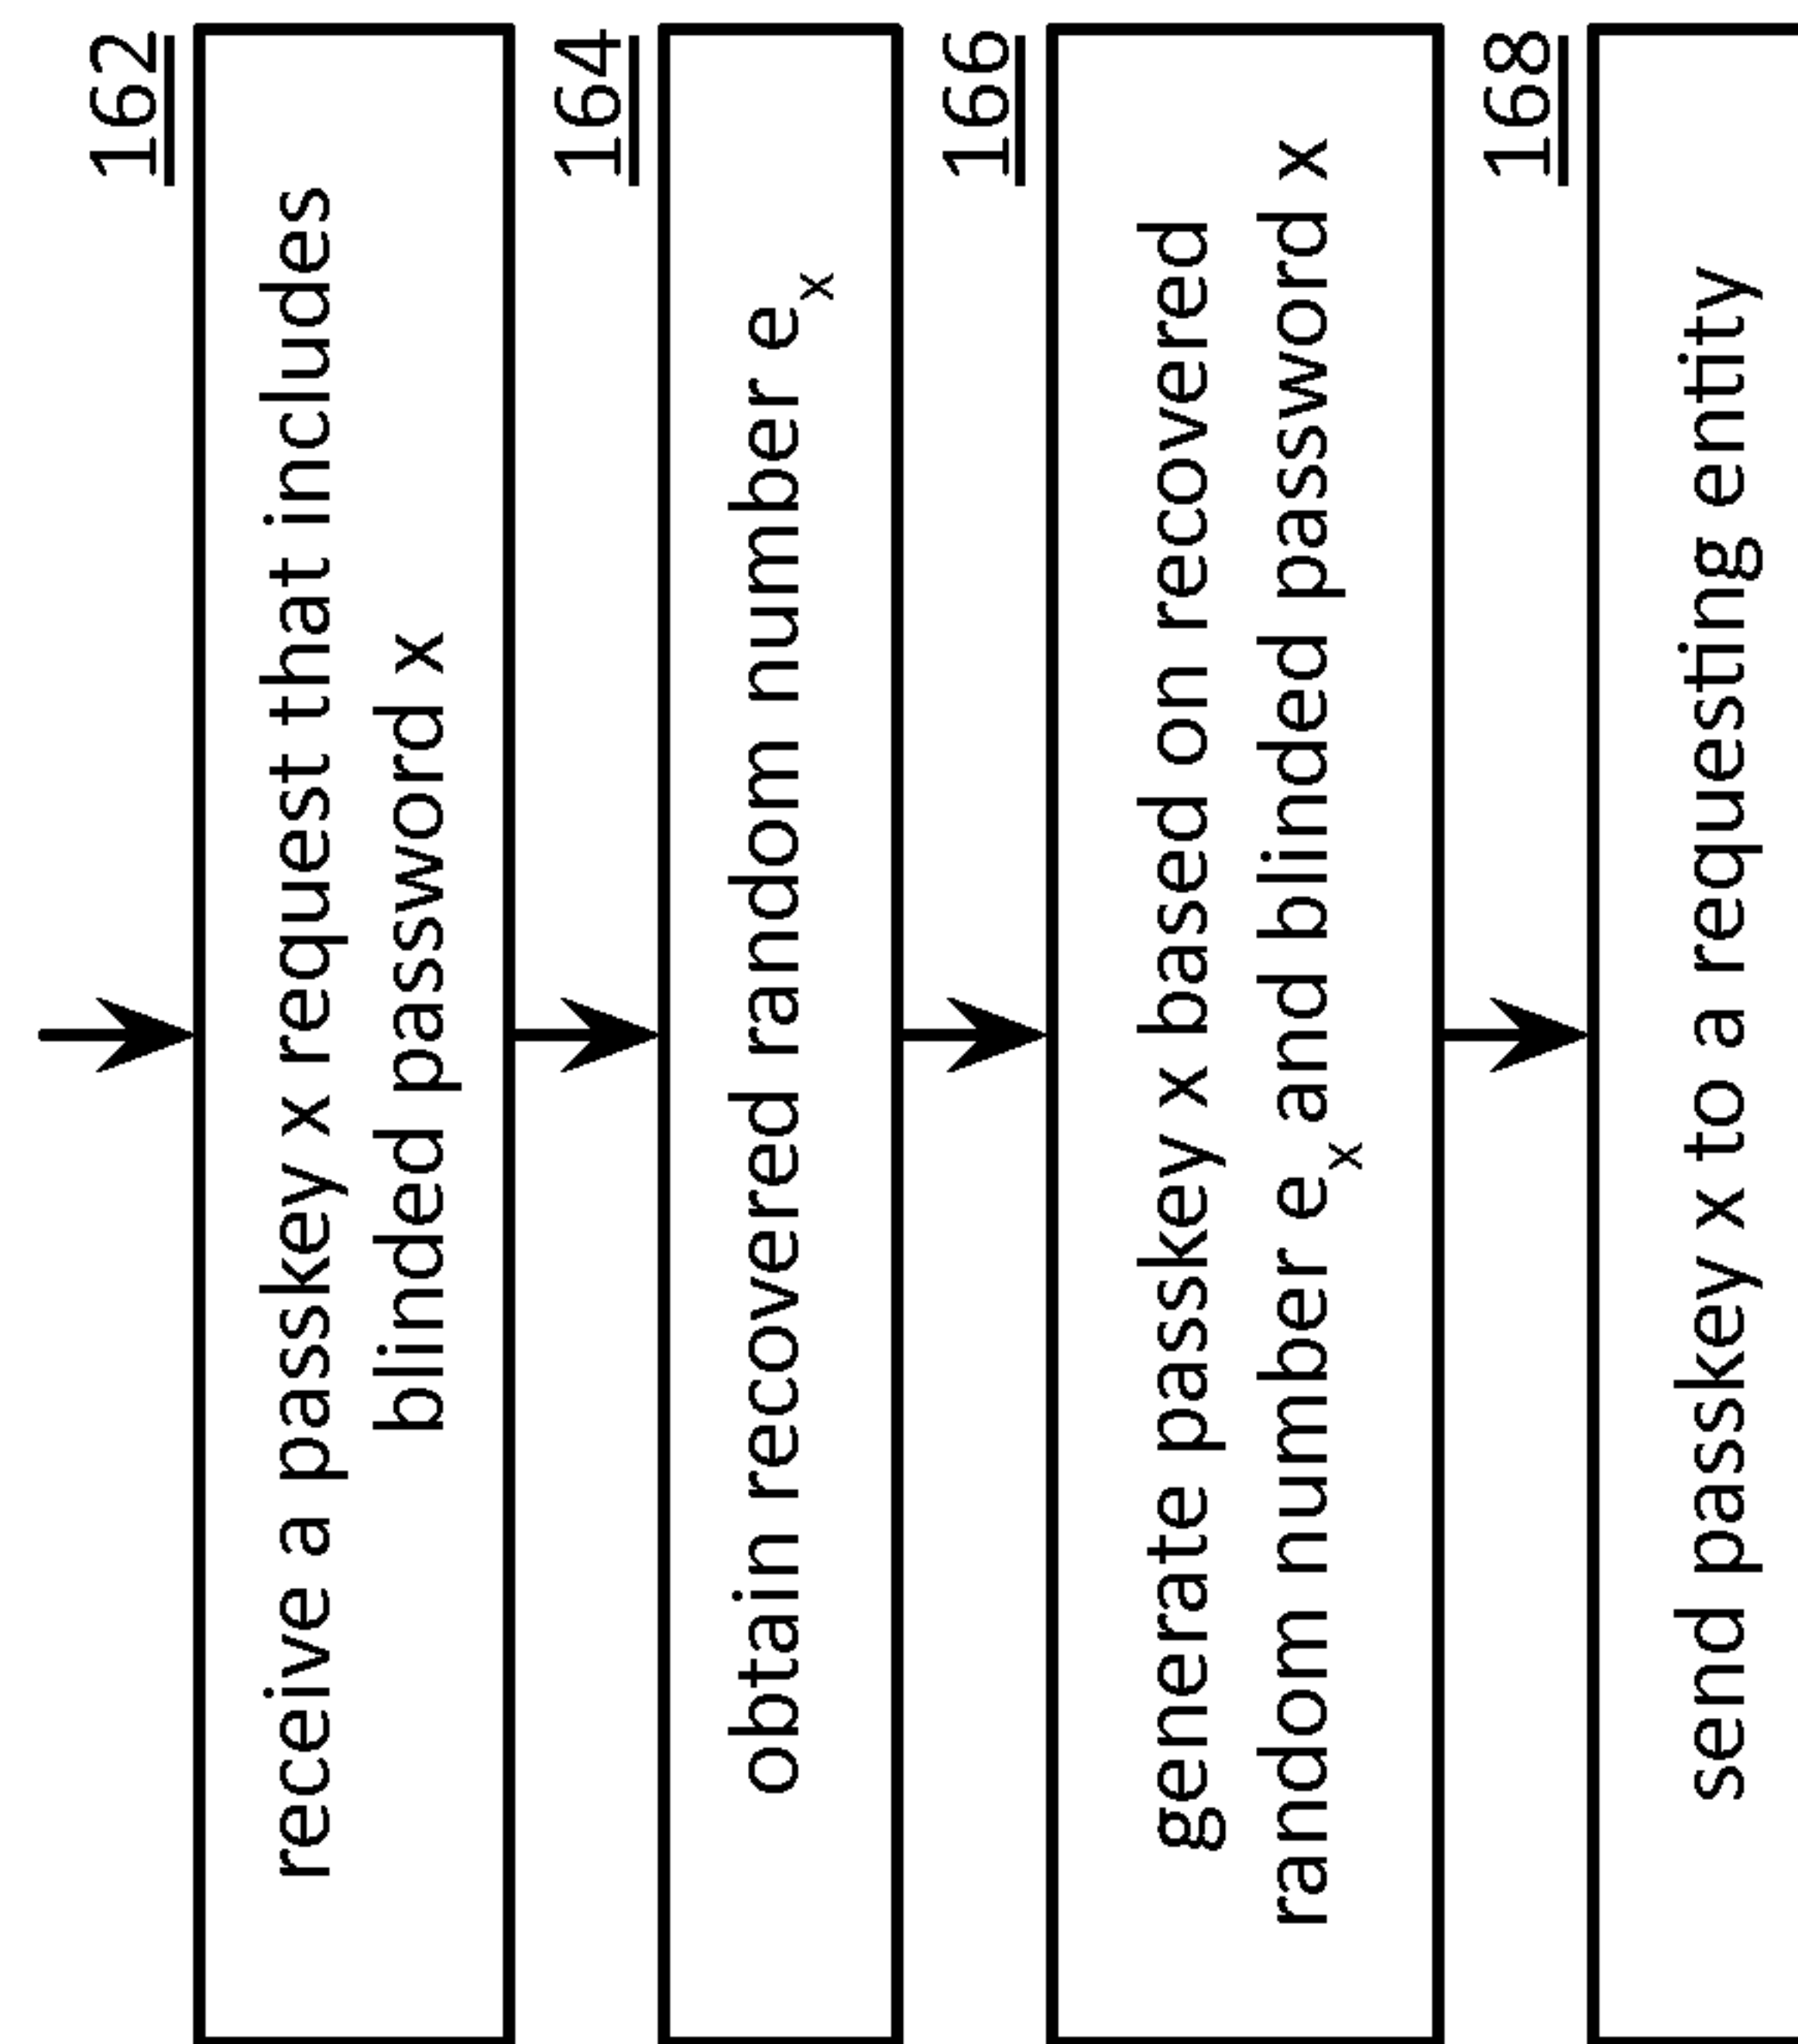 162
receive a passkey x request that includes
blinded password x
164
obtain recovered random number eₓ
166
generate passkey x based on recovered
random number eₓ and blinded password x
168
send passkey x to a requesting entity